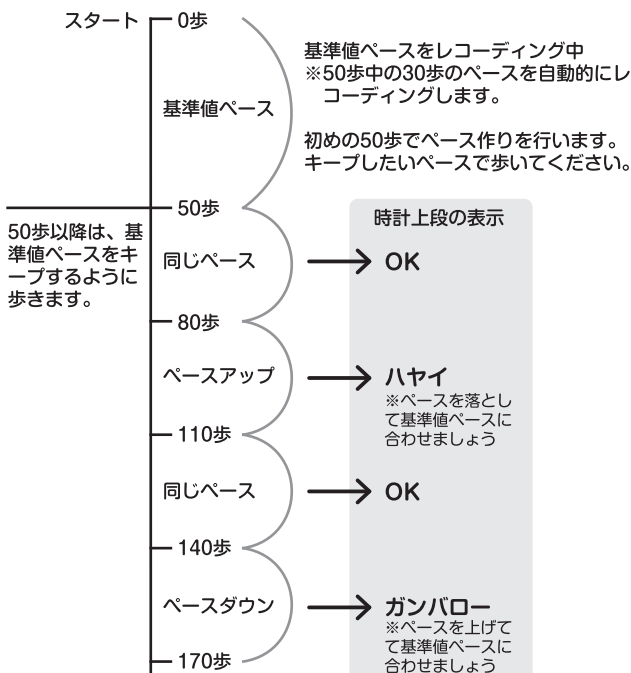 スタート
0歩
基準値ペース
基準値ペースをレコーディング中
※50歩中の30歩のペースを自動的にレ
コーディングします。
初めの50歩でペース作りを行います。
キープしたいペースで歩いてください。
50歩
50歩以降は、基
準値ペースをキ
ープするように
歩きます。
時計上段の表示
同じペース
OK
80歩
ペースアップ
ハヤイ
※ペースを落とし
て基準値ペースに
合わせましょう
110歩
同じペース
OK
140歩
ペースダウン
ガンバロー
※ペースを上げて
て基準値ペースに
合わせましょう
170歩